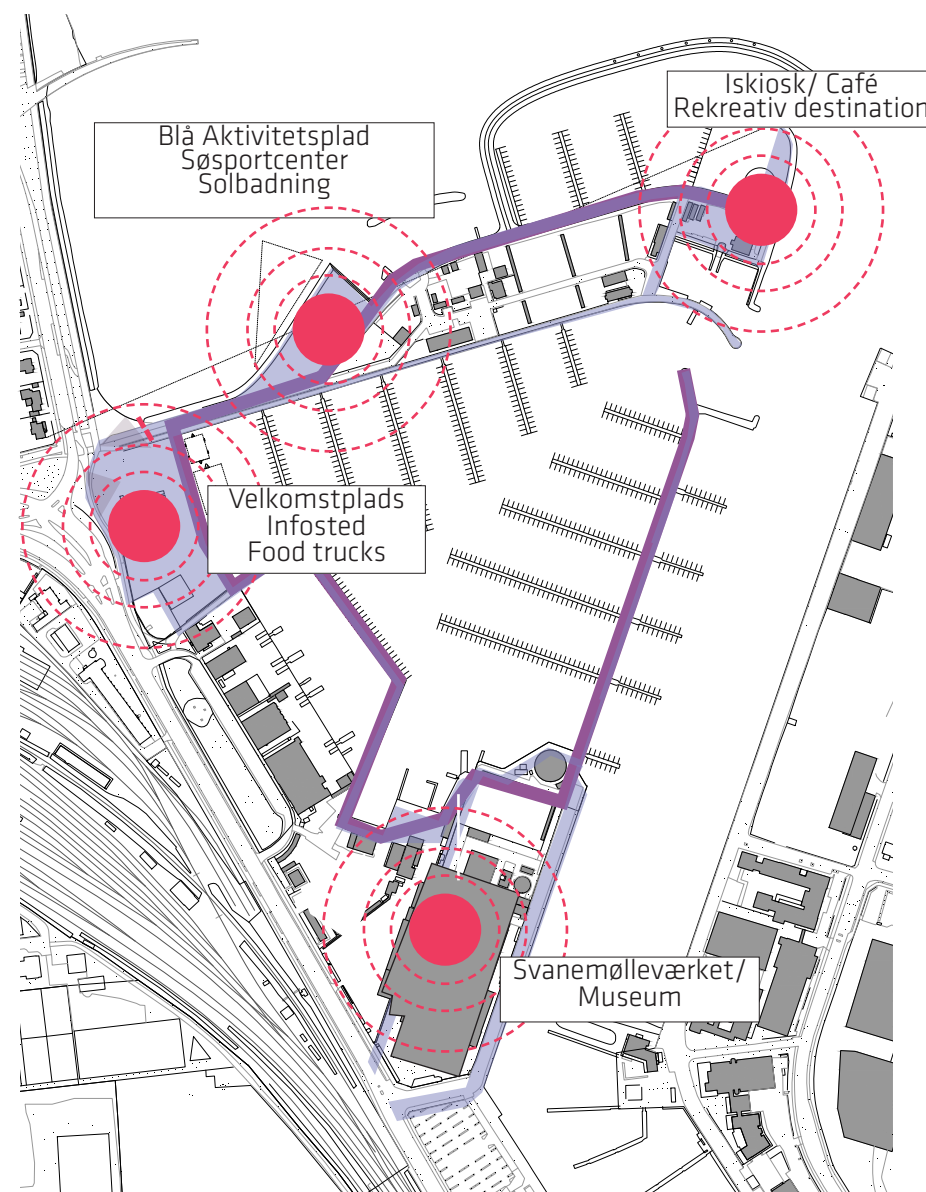 Iskiosk/ Café
Rekreativ destination
Blå Aktivitetsplad
Søsportcenter
Solbadning
Velkomstplads
Infosted
Food trucks
Svanemølleværket/
Museum